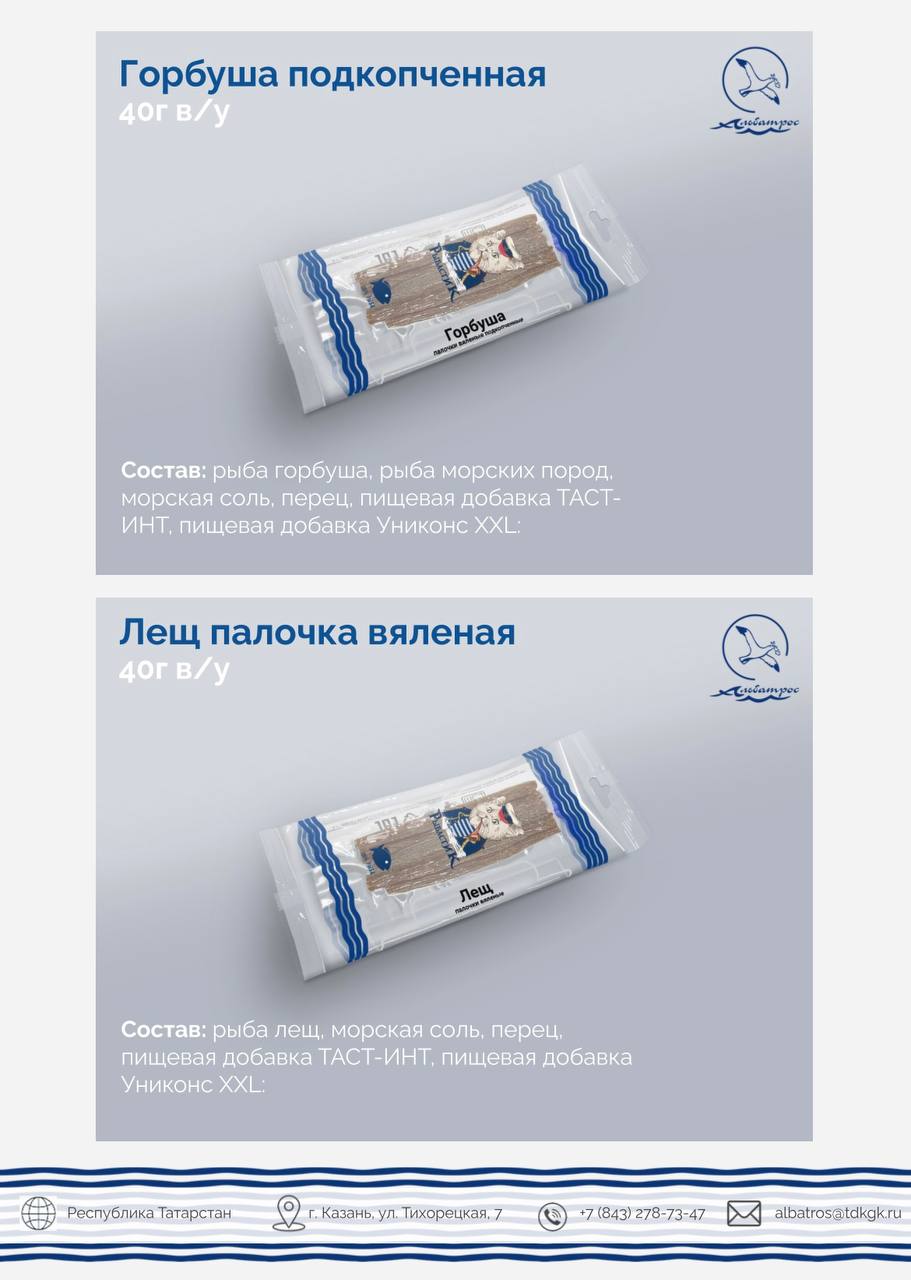 Горбуша подкопченная
40г в/у
Альбатрос
Рыбастик
Горбуша
палочки вяленые подкопченные
Состав: рыба горбуша, рыба морских пород,
морская соль, перец, пищевая добавка ТАСТ-
ИНТ, пищевая добавка Униконс XXL:
Лещ палочка вяленая
40г в/у
Альбатрос
Рыбастик
Лещ
палочки вяленые
Состав: рыба лещ, морская соль, перец,
пищевая добавка ТАСТ-ИНТ, пищевая добавка
Униконс XXL:
Республика Татарстан
г. Казань, ул. Тихорецкая, 7
+7 (843) 278-73-47
albatros@tdkgk.ru